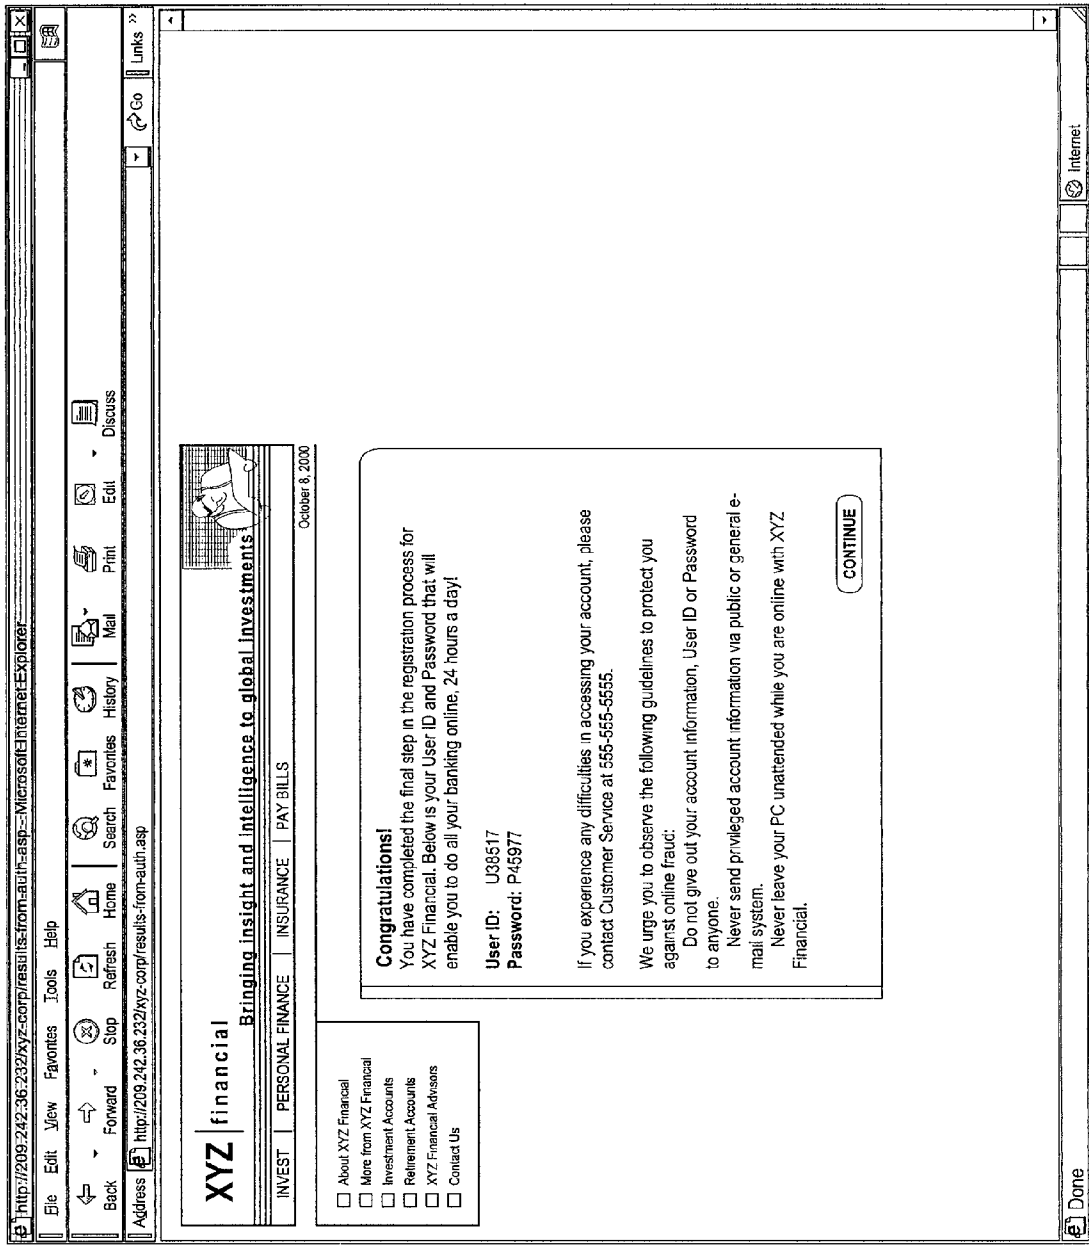 http://209.242.36.232/xyz-corp/results-from-auth-asp--Microsoft-Internet-Explorer
File Edit View Favorites Tools Help
Back Forward Stop Refresh Home Search Favorites History Mail Print Edit Discuss
Address http://209.242.36.232/xyz-corp/results-from-auth.asp Go Links »
XYZ financial
Bringing insight and intelligence to global investments
INVEST | PERSONAL FINANCE | INSURANCE | PAY BILLS
October 8, 2000
About XYZ Financial
More from XYZ Financial
Investment Accounts
Retirement Accounts
XYZ Financial Advisors
Contact Us
Congratulations!
You have completed the final step in the registration process for
XYZ Financial. Below is your User ID and Password that will
enable you to do all your banking online, 24 hours a day!
User ID: U38517
Password: P45977
If you experience any difficulties in accessing your account, please
contact Customer Service at 555-555-5555.
We urge you to observe the following guidelines to protect you
against online fraud:
Do not give out your account information, User ID or Password
to anyone.
Never send privileged account information via public or general e-
mail system.
Never leave your PC unattended while you are online with XYZ
Financial.
CONTINUE
Done Internet